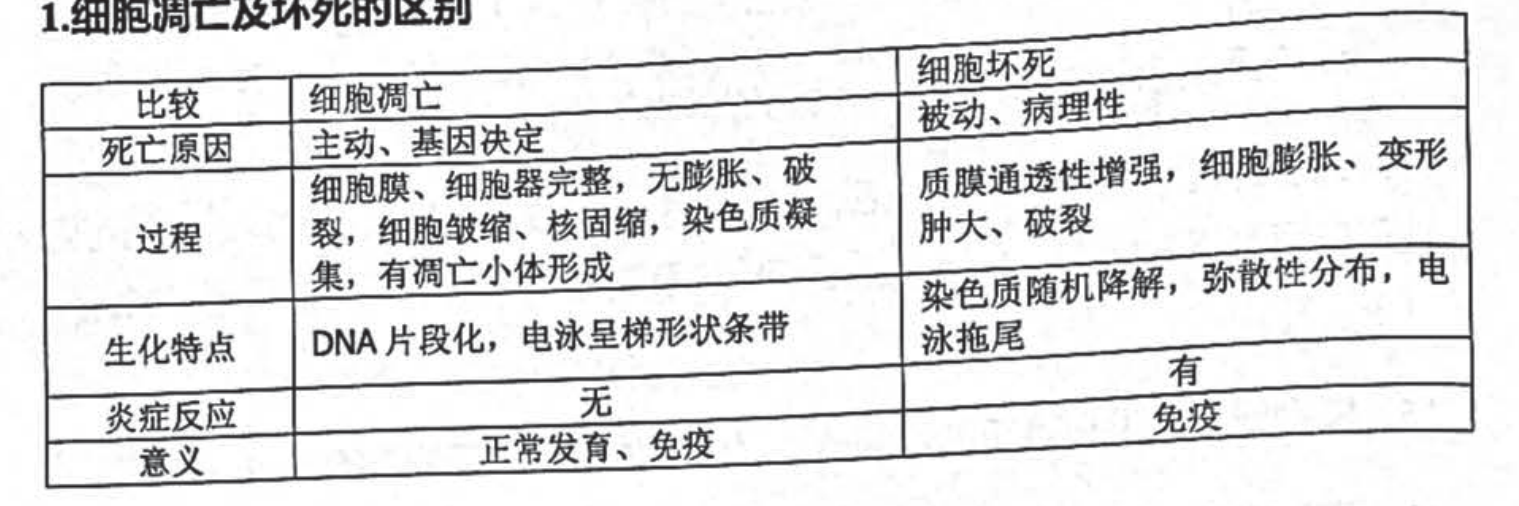 1.细胞凋亡及坏死的区别
比较 细胞凋亡 细胞坏死
死亡原因 主动、基因决定 被动、病理性
过程 细胞膜、细胞器完整，无膨胀、破 质膜通透性增强，细胞膨胀、变形
裂，细胞皱缩、核固缩，染色质凝 肿大、破裂
集，有凋亡小体形成
生化特点 DNA 片段化，电泳呈梯形状条带 染色质随机降解，弥散性分布，电
泳拖尾
炎症反应 无 有
意义 正常发育、免疫 免疫